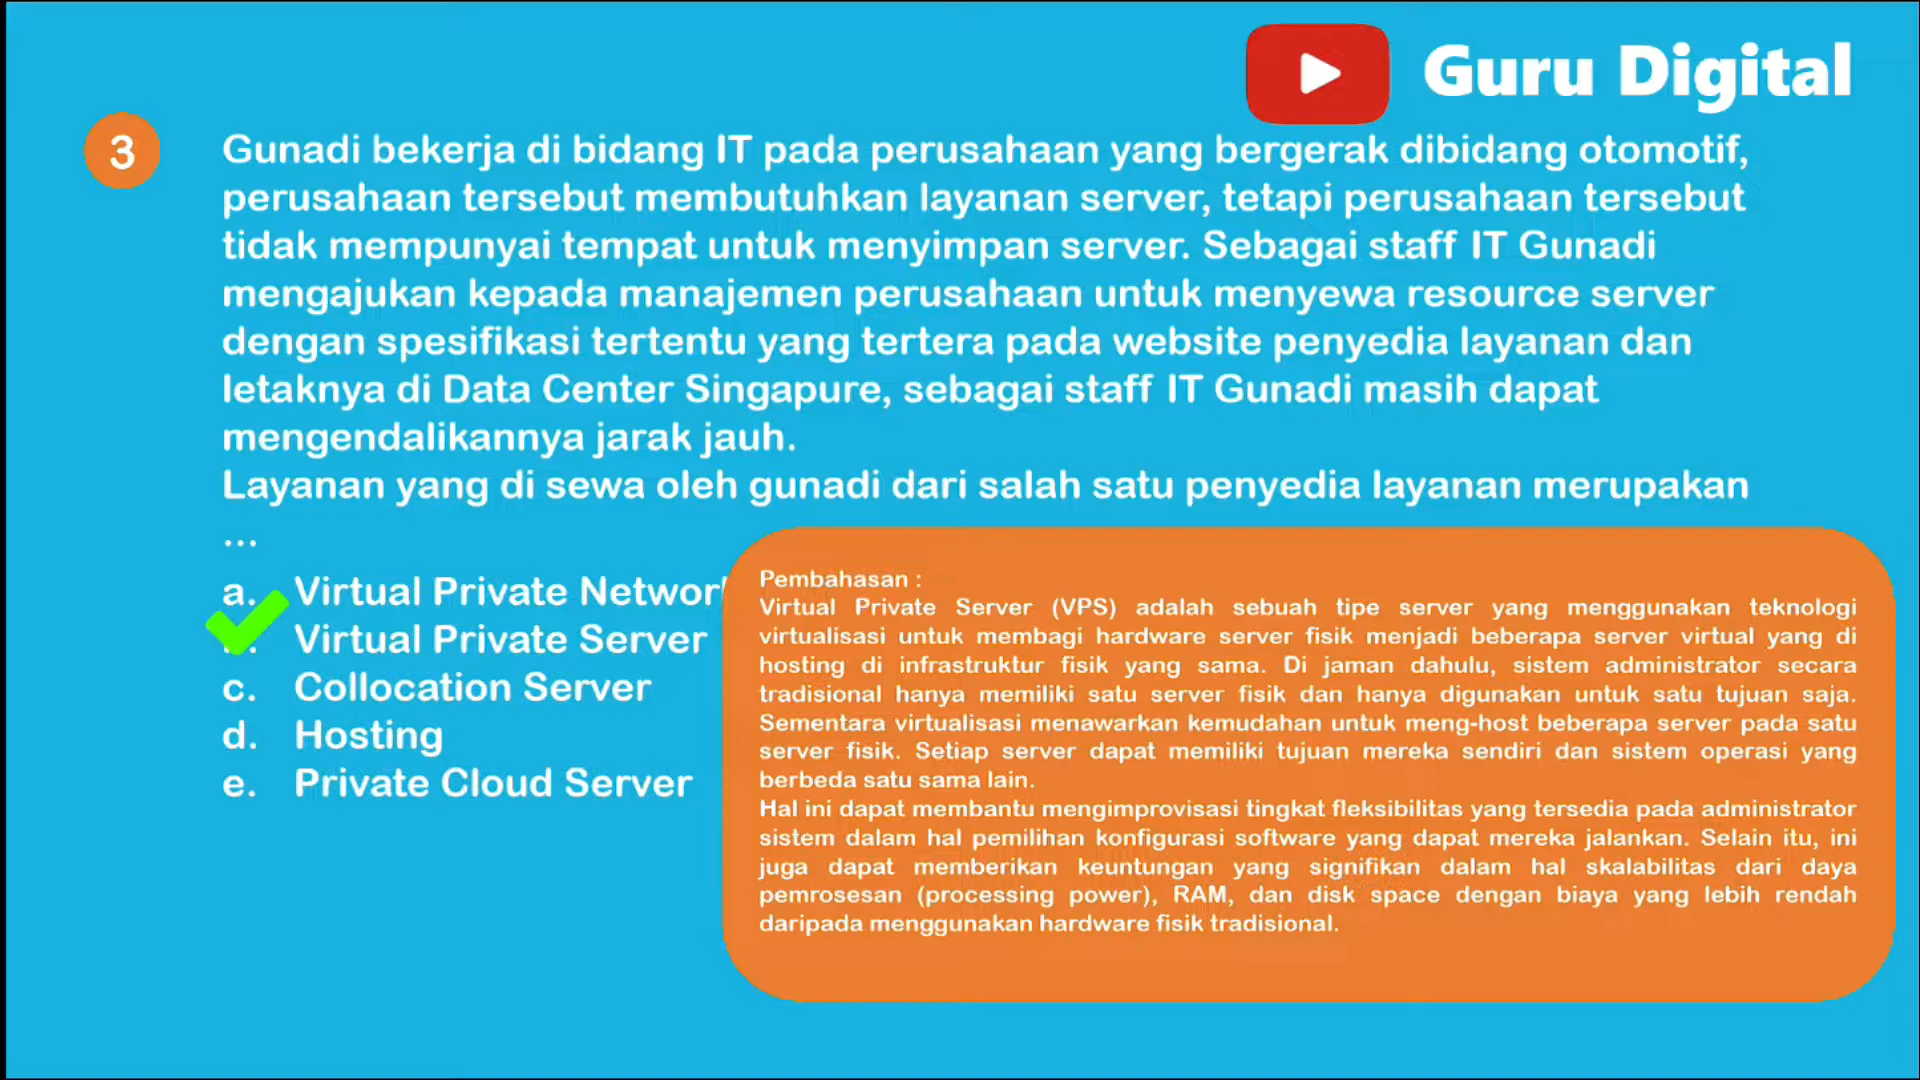 Guru Digital
3
Gunadi bekerja di bidang IT pada perusahaan yang bergerak dibidang otomotif,
perusahaan tersebut membutuhkan layanan server, tetapi perusahaan tersebut
tidak mempunyai tempat untuk menyimpan server. Sebagai staff IT Gunadi
mengajukan kepada manajemen perusahaan untuk menyewa resource server
dengan spesifikasi tertentu yang tertera pada website penyedia layanan dan
letaknya di Data Center Singapure, sebagai staff IT Gunadi masih dapat
mengendalikannya jarak jauh.
Layanan yang di sewa oleh gunadi dari salah satu penyedia layanan merupakan
...
a. Virtual Private
Virtual Private Server
c. Collocation Server
d. Hosting
e. Private Cloud Server
Pembahasan :
Virtual Private Server (VPS) adalah sebuah tipe server yang menggunakan teknologi
virtualisasi untuk membagi hardware server fisik menjadi beberapa server virtual yang di
hosting di infrastruktur fisik yang sama. Di jaman dahulu, sistem administrator secara
tradisional hanya memiliki satu server fisik dan hanya digunakan untuk satu tujuan saja.
Sementara virtualisasi menawarkan kemudahan untuk meng-host beberapa server pada satu
server fisik. Setiap server dapat memiliki tujuan mereka sendiri dan sistem operasi yang
berbeda satu sama lain.
Hal ini dapat membantu mengimprovisasi tingkat fleksibilitas yang tersedia pada administrator
sistem dalam hal pemilihan konfigurasi software yang dapat mereka jalankan. Selain itu, ini
juga dapat memberikan keuntungan yang signifikan dalam hal skalabilitas dari daya
pemrosesan (processing power), RAM, dan disk space dengan biaya yang lebih rendah
daripada menggunakan hardware fisik tradisional.